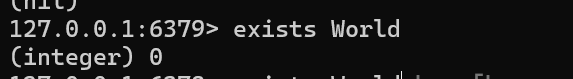 (nil)
127.0.0.1:6379> exists World
(integer) 0